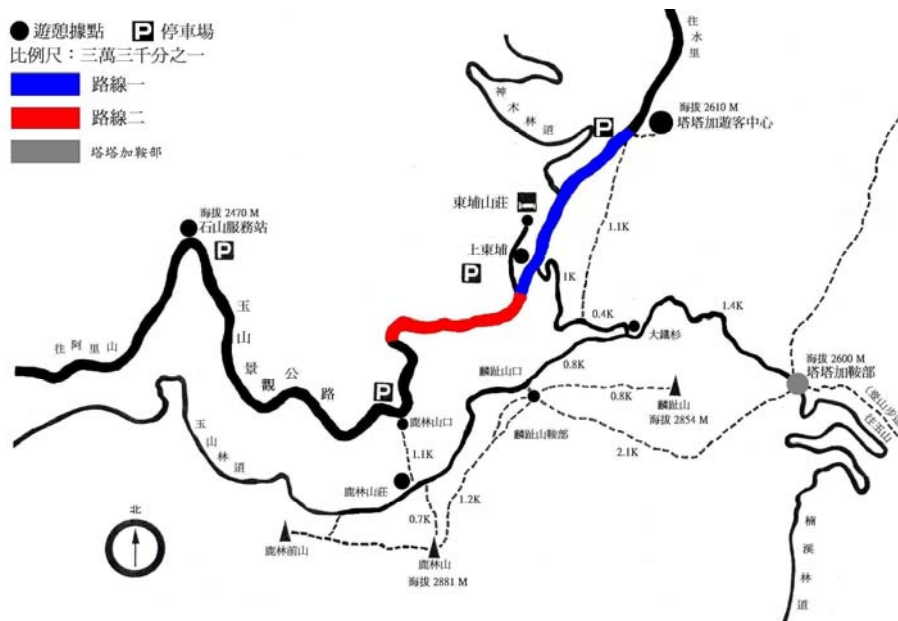 遊憩據點 P 停車場
比例尺：三萬三千分之一
路線一
路線二
塔塔加鞍部
往水里
神木林道
P
海拔 2610 M
塔塔加遊客中心
東埔山莊
1.1K
上東埔
P
1K
海拔 2470 M
石山服務站
P
玉山景觀公路
往阿里山
0.4K
大鐵杉
1.4K
海拔 2600 M
塔塔加鞍部
麟趾山口
0.8K
0.8K
麟趾山
海拔 2854 M
麟趾山鞍部
2.1K
(登山步道)
往玉山
P
鹿林山口
玉山林道
1.1K
鹿林山莊
1.2K
0.7K
鹿林前山
鹿林山
海拔 2881 M
楠溪林道
北